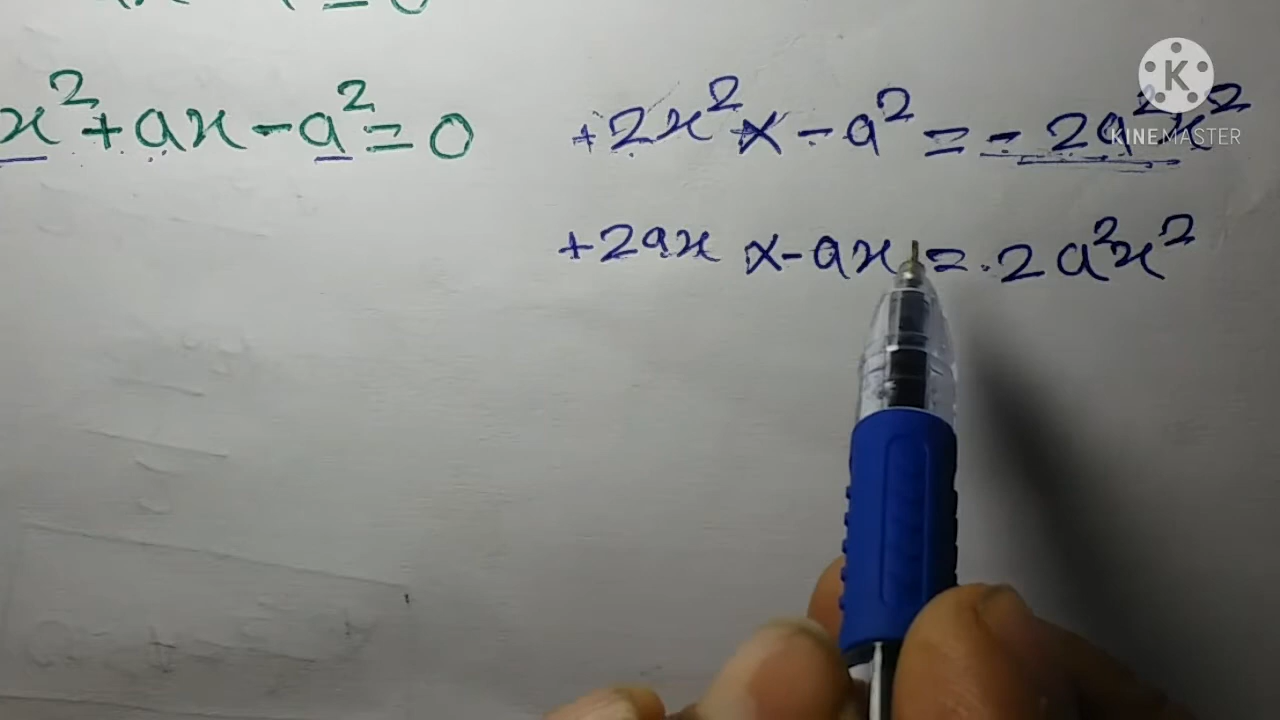 x² + ax - a² = 0
+2x² × - a² = - 2a²x²
+2ax × - ax = 2a²x²
K
KINEMASTER